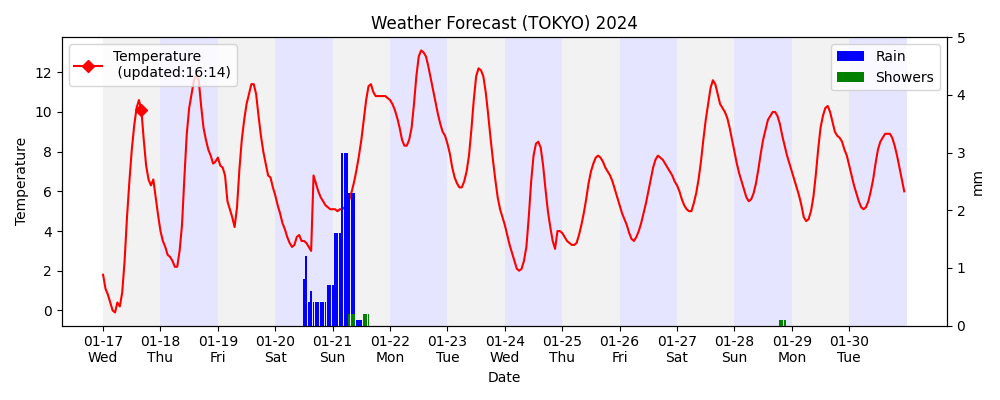 Weather Forecast (TOKYO) 2024
Temperature
(updated:16:14)
Rain
Showers
Temperature
12
10
8
6
4
2
0
5
4
3
2
1
0
mm
01-17 01-18 01-19 01-20 01-21 01-22 01-23 01-24 01-25 01-26 01-27 01-28 01-29 01-30
Wed Thu Fri Sat Sun Mon Tue Wed Thu Fri Sat Sun Mon Tue
Date